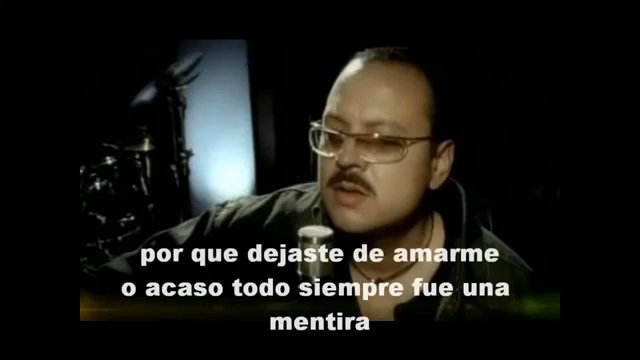 por que dejaste de amarme
o acaso todo siempre fue una
mentira